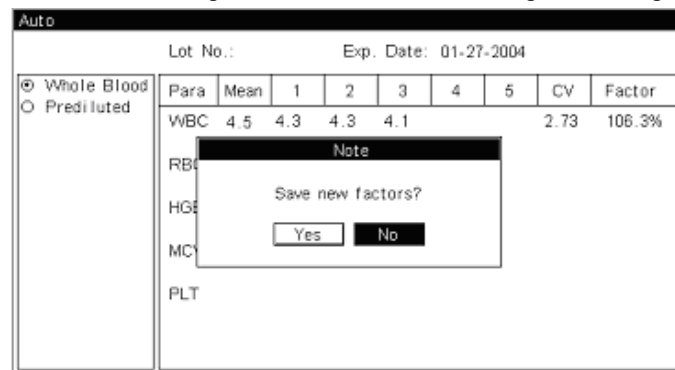 Auto
Lot No.: Exp. Date: 01-27-2004
Whole Blood
Prediluted
Para Mean 1 2 3 4 5 CV Factor
WBC 4.5 4.3 4.3 4.1 2.73 106.3%
Note
Save new factors?
Yes No
PLT